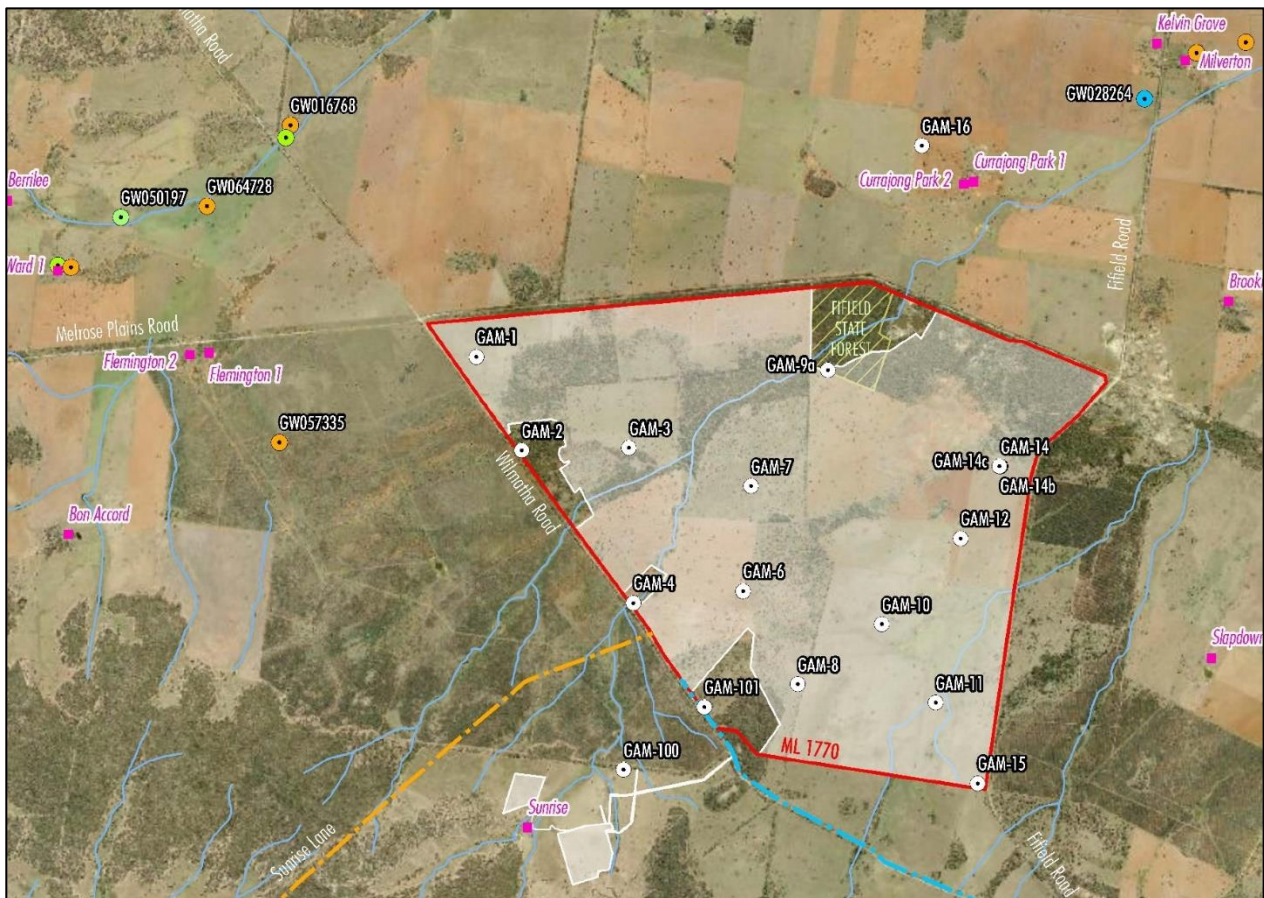 Kelvin Grove
Milverton
GW028264
GW016768
GAM-16
Currajong Park 1
Currajong Park 2
Berrilee
GW050197
GW064728
Ward 1
Fifield Road
Melrose Plains Road
Flemington 2
Flemington 1
FIFIELD
STATE
FOREST
GAM-1
GAM-9a
GW057335
GAM-2
GAM-3
Wilmatha Road
GAM-7
GAM-14
GAM-14c
GAM-14b
Bon Accord
GAM-12
GAM-4
GAM-6
GAM-10
Slapdown
GAM-8
GAM-11
GAM-101
ML 1770
GAM-100
GAM-15
Sunrise
Sunrise Lane
Fifield Road